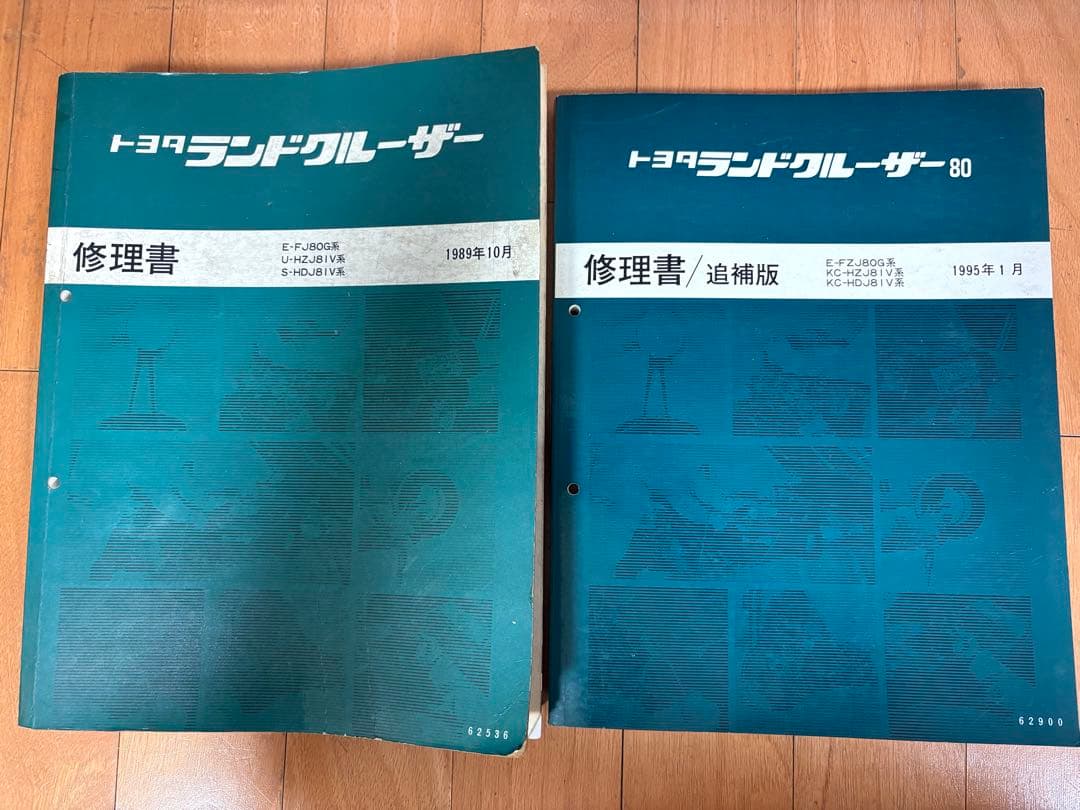 トヨタランドクルーザー
修理書
E-FJ80G系
U-HZJ81V系
S-HDJ81V系
1989年10月
62536
トヨタランドクルーザー80
修理書/追補版
E-FZJ80G系
KC-HZJ81V系
KC-HDJ81V系
1995年1月
62900